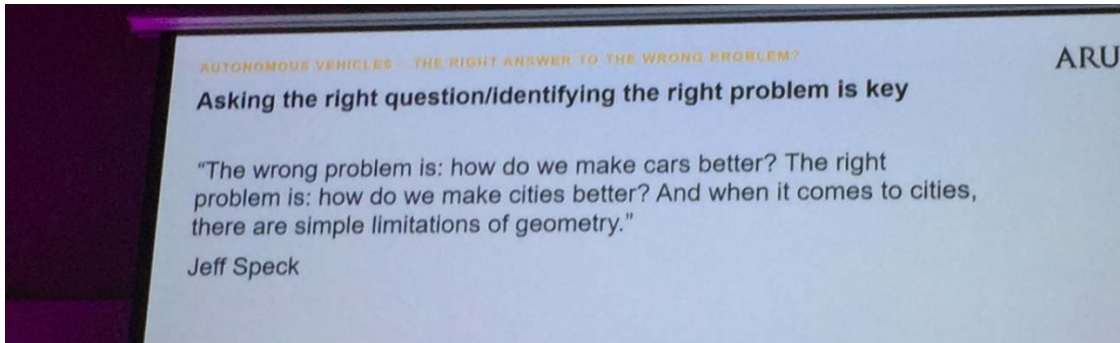 AUTONOMOUS VEHICLES - THE RIGHT ANSWER TO THE WRONG PROBLEM?
ARU
Asking the right question/identifying the right problem is key
“The wrong problem is: how do we make cars better? The right
problem is: how do we make cities better? And when it comes to cities,
there are simple limitations of geometry.”
Jeff Speck